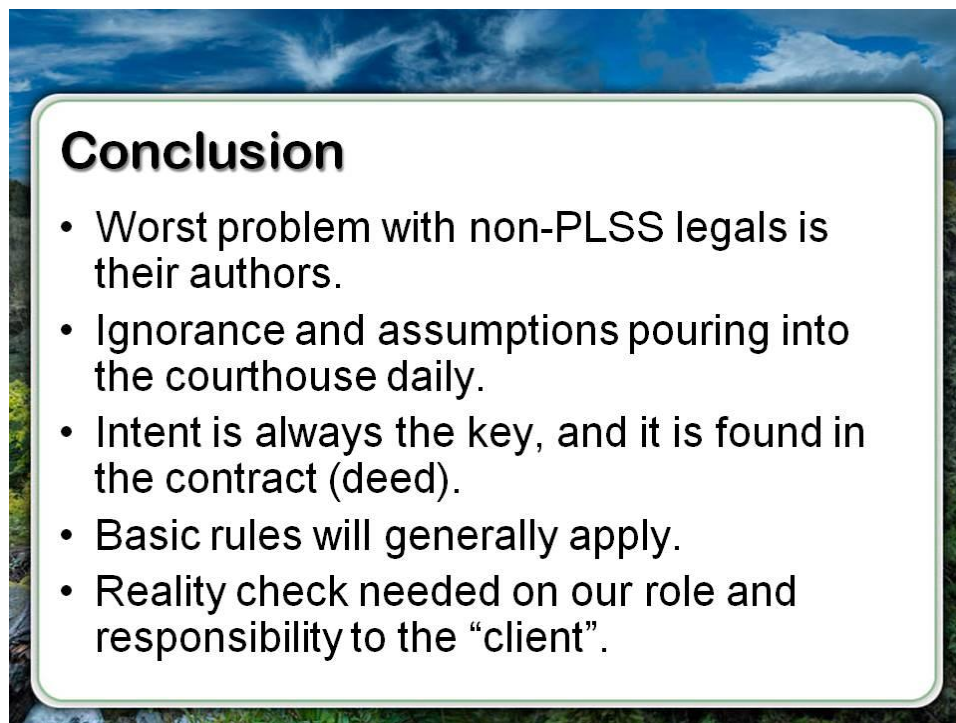 Conclusion
• Worst problem with non-PLSS legals is
their authors.
• Ignorance and assumptions pouring into
the courthouse daily.
• Intent is always the key, and it is found in
the contract (deed).
• Basic rules will generally apply.
• Reality check needed on our role and
responsibility to the “client”.